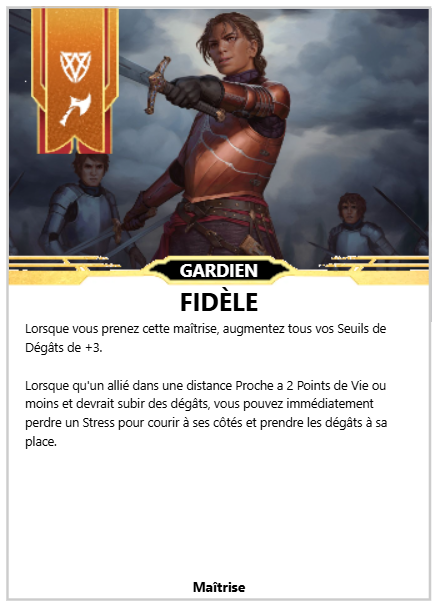 GARDIEN
FIDÈLE
Lorsque vous prenez cette maîtrise, augmentez tous vos Seuils de
Dégâts de +3.
Lorsque qu'un allié dans une distance Proche a 2 Points de Vie ou
moins et devrait subir des dégâts, vous pouvez immédiatement
perdre un Stress pour courir à ses côtés et prendre les dégâts à sa
place.
Maîtrise